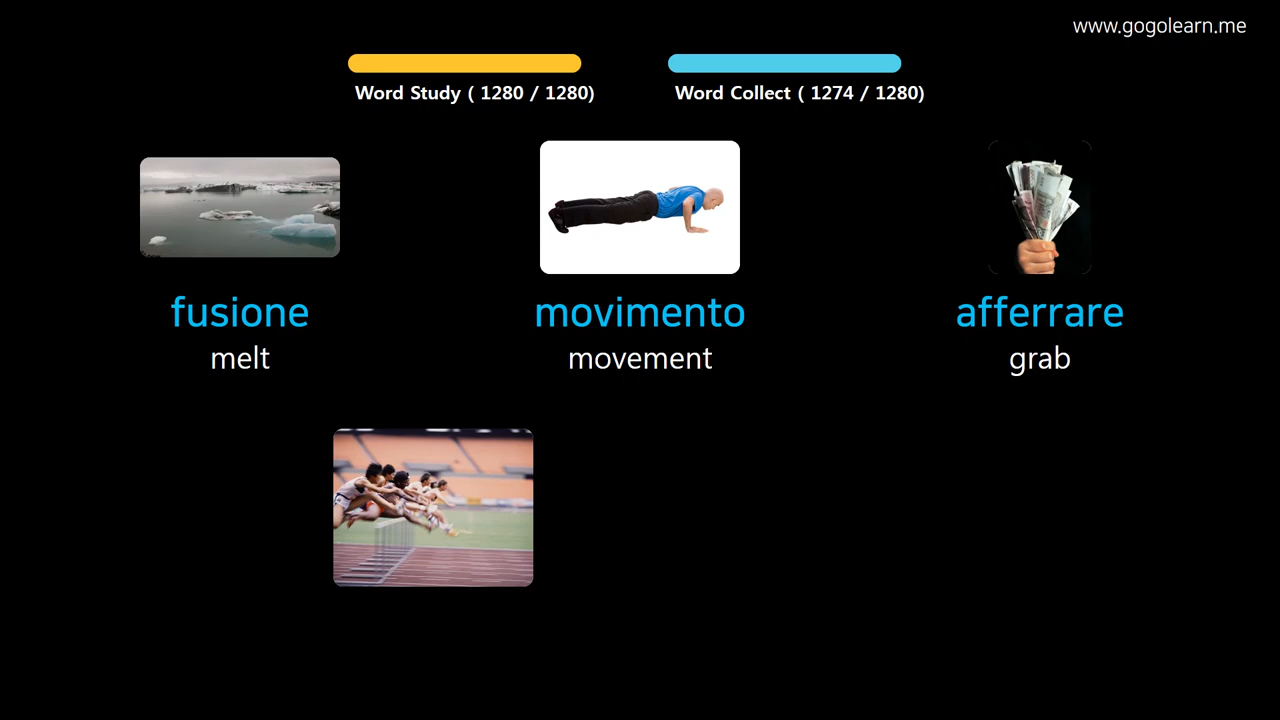 www.gogolearn.me
Word Study ( 1280 / 1280)
Word Collect ( 1274 / 1280)
fusione
movimento
afferrare
melt
movement
grab